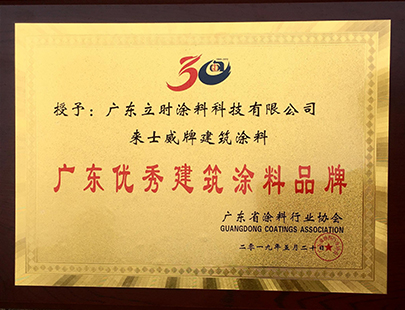 30
授予：广东立时涂料科技有限公司
来士威牌建筑涂料
广东优秀建筑涂料品牌
广东省涂料行业协会
GUANGDONG COATINGS ASSOCIATION
二零一九年五月二十日